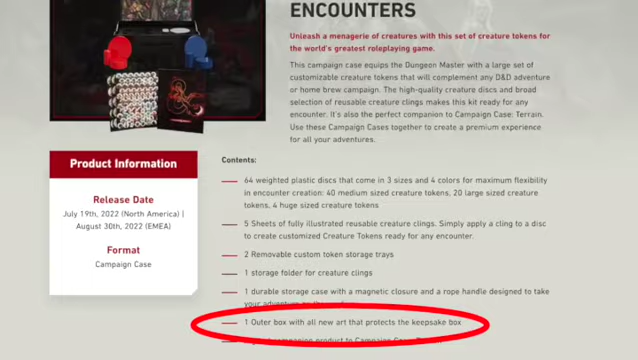 ENCOUNTERS
Unleash a menagerie of creatures with this set of creature tokens for
the world's greatest roleplaying game.
This campaign case equips the Dungeon Master with a large set of
customizable creature tokens that will complement any D&D adventure
or home brew campaign. The high-quality creature discs and broad
selection of reusable creature clings makes this kit ready for any
encounter. It's also the perfect companion to Campaign Case: Terrain.
Use these Campaign Cases together to create a premium experience
for all your adventures.
Product Information
Release Date
July 19th, 2022 (North America) |
August 30th, 2022 (EMEA)
Format
Campaign Case
Contents:
64 weighted plastic discs that come in 3 sizes and 4 colors for maximum flexibility
in encounter creation: 40 medium sized creature tokens, 20 large sized creature
tokens, 4 huge sized creature tokens
5 Sheets of fully illustrated reusable creature clings. Simply apply a cling to a disc
to create customized Creature Tokens ready for any encounter.
2 Removable custom token storage trays
1 storage folder for creature clings
1 durable storage case with a magnetic closure and a rope handle designed to take
your adventure
1 Outer box with all new art that protects the keepsake box
companion product to Campaign